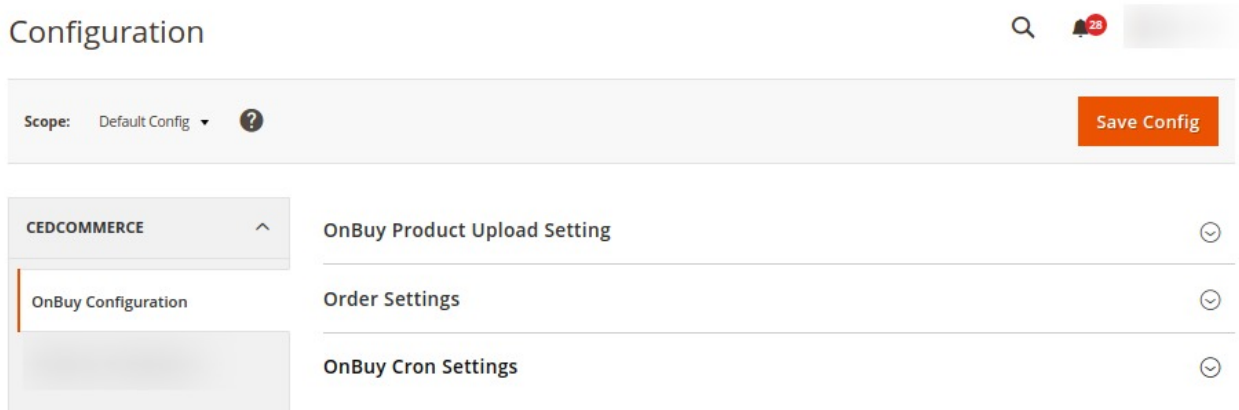 Configuration
28
Scope: Default Config
?
Save Config
CEDCOMMERCE
OnBuy Configuration
OnBuy Product Upload Setting
Order Settings
OnBuy Cron Settings